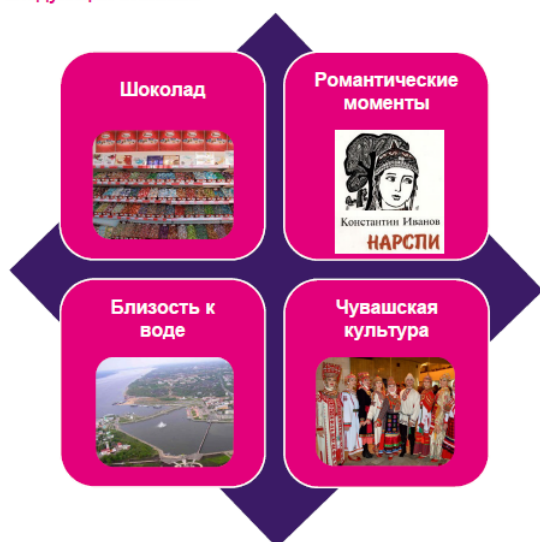 Шоколад
Романтические
моменты
Константин Иванов
НАРСПИ
Близость к
воде
Чувашская
культура